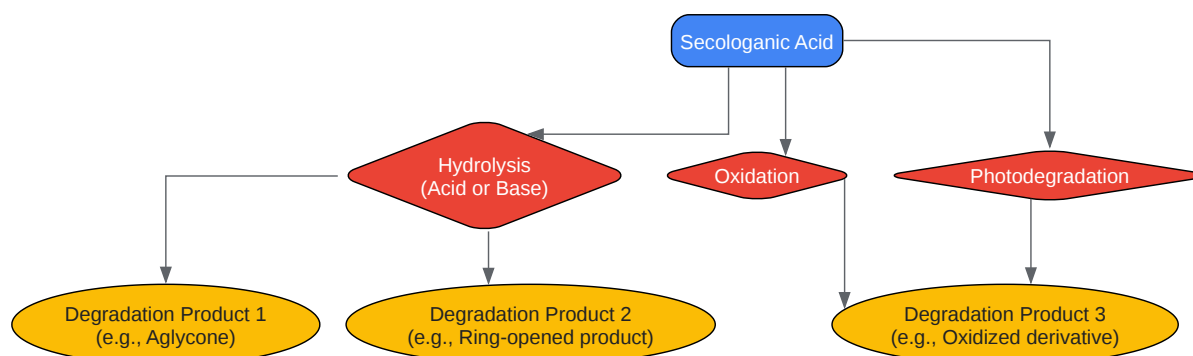 Secologanic Acid
Hydrolysis
(Acid or Base)
Oxidation
Photodegradation
Degradation Product 1
(e.g., Aglycone)
Degradation Product 2
(e.g., Ring-opened product)
Degradation Product 3
(e.g., Oxidized derivative)